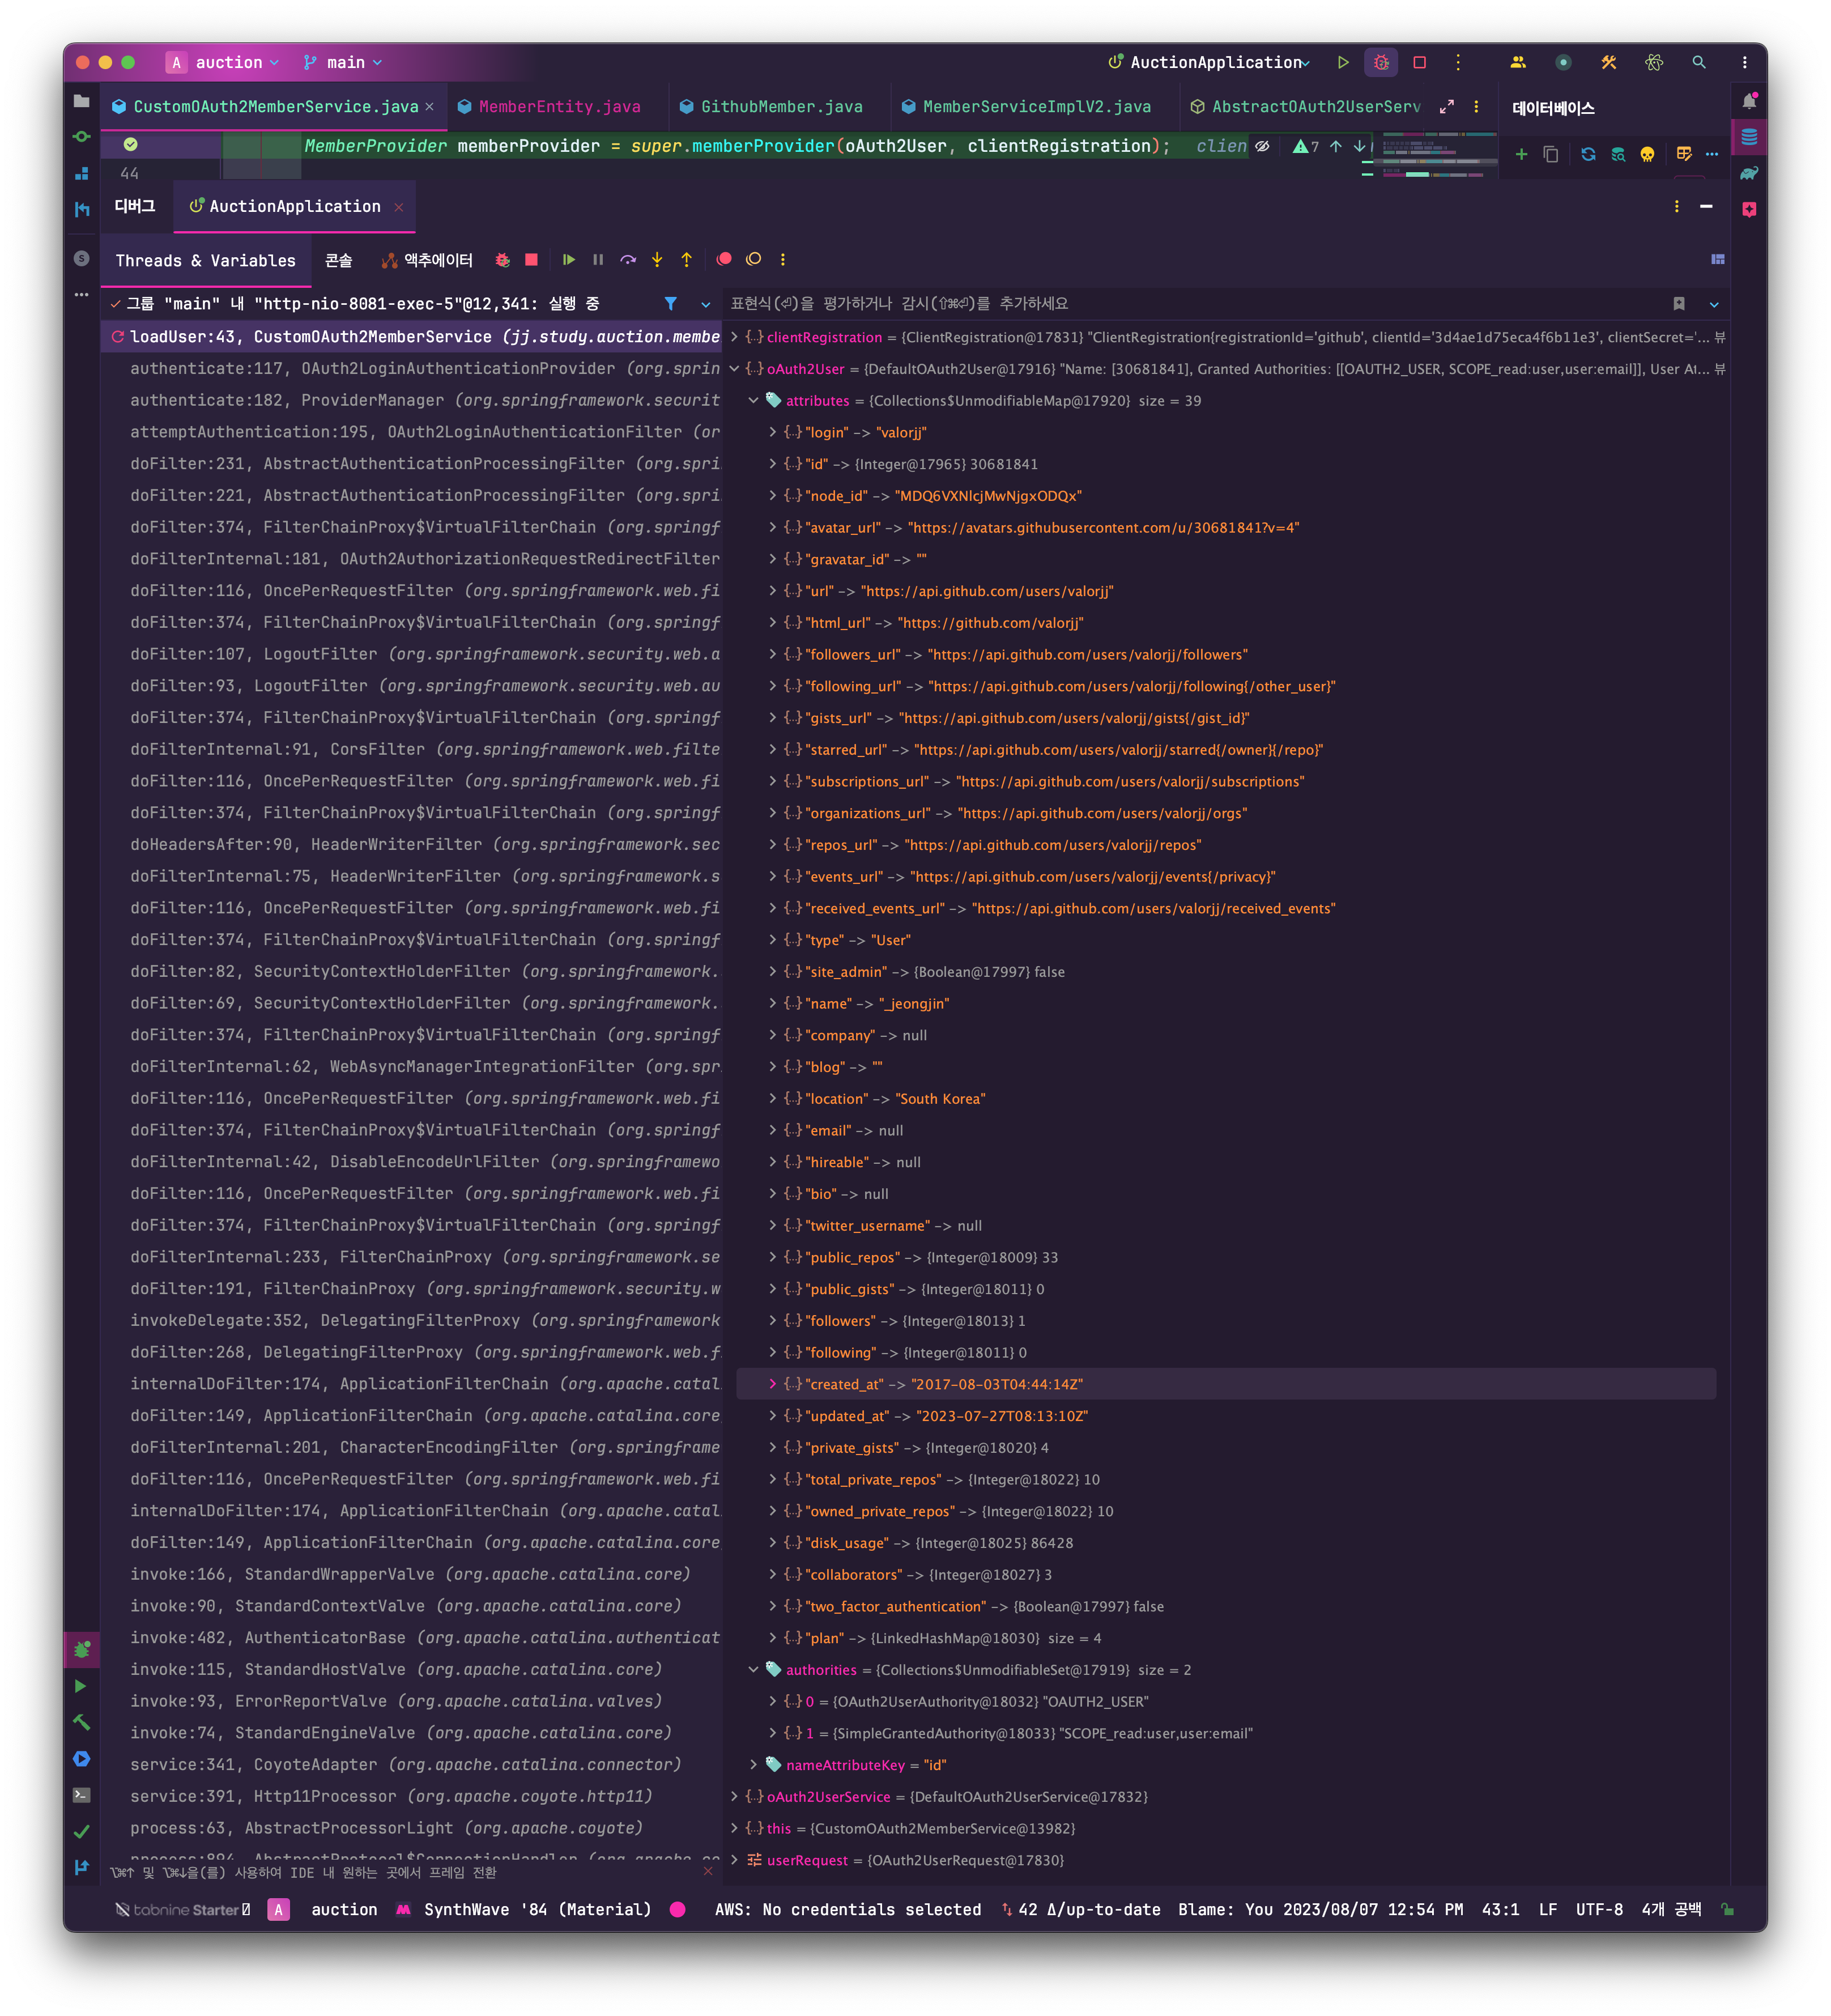 A auction main AuctionApplication
CustomOAuth2MemberService.java MemberEntity.java GithubMember.java MemberServiceImplV2.java AbstractOAuth2UserServ 데이터베이스
MemberProvider memberProvider = super.memberProvider(oAuth2User, clientRegistration); clien 7
44
디버그 AuctionApplication
Threads & Variables 콘솔 액추에이터
그룹 "main" 내 "http-nio-8081-exec-5"@12,341: 실행 중
loadUser:43, CustomOAuth2MemberService (jj.study.auction.membe
authenticate:117, OAuth2LoginAuthenticationProvider (org.sprin
authenticate:182, ProviderManager (org.springframework.securit
attemptAuthentication:195, OAuth2LoginAuthenticationFilter (or
doFilter:231, AbstractAuthenticationProcessingFilter (org.spri
doFilter:221, AbstractAuthenticationProcessingFilter (org.spri
doFilter:374, FilterChainProxy$VirtualFilterChain (org.springf
doFilterInternal:181, OAuth2AuthorizationRequestRedirectFilter
doFilter:116, OncePerRequestFilter (org.springframework.web.fi
doFilter:374, FilterChainProxy$VirtualFilterChain (org.springf
doFilter:107, LogoutFilter (org.springframework.security.web.a
doFilter:93, LogoutFilter (org.springframework.security.web.au
doFilter:374, FilterChainProxy$VirtualFilterChain (org.springf
doFilterInternal:91, CorsFilter (org.springframework.web.filte
doFilter:116, OncePerRequestFilter (org.springframework.web.fi
doFilter:374, FilterChainProxy$VirtualFilterChain (org.springf
doHeadersAfter:90, HeaderWriterFilter (org.springframework.sec
doFilterInternal:75, HeaderWriterFilter (org.springframework.s
doFilter:116, OncePerRequestFilter (org.springframework.web.fi
doFilter:374, FilterChainProxy$VirtualFilterChain (org.springf
doFilter:82, SecurityContextHolderFilter (org.springframework.
doFilter:69, SecurityContextHolderFilter (org.springframework.
doFilter:374, FilterChainProxy$VirtualFilterChain (org.springf
doFilterInternal:62, WebAsyncManagerIntegrationFilter (org.spr
doFilter:116, OncePerRequestFilter (org.springframework.web.fi
doFilter:374, FilterChainProxy$VirtualFilterChain (org.springf
doFilterInternal:42, DisableEncodeUrlFilter (org.springframewo
doFilter:116, OncePerRequestFilter (org.springframework.web.fi
doFilter:374, FilterChainProxy$VirtualFilterChain (org.springf
doFilterInternal:233, FilterChainProxy (org.springframework.se
doFilter:191, FilterChainProxy (org.springframework.security.w
invokeDelegate:352, DelegatingFilterProxy (org.springframework
doFilter:268, DelegatingFilterProxy (org.springframework.web.f
internalDoFilter:174, ApplicationFilterChain (org.apache.catal
doFilter:149, ApplicationFilterChain (org.apache.catalina.core
doFilterInternal:201, CharacterEncodingFilter (org.springframe
doFilter:116, OncePerRequestFilter (org.springframework.web.fi
internalDoFilter:174, ApplicationFilterChain (org.apache.catal
doFilter:149, ApplicationFilterChain (org.apache.catalina.core
invoke:166, StandardWrapperValve (org.apache.catalina.core)
invoke:90, StandardContextValve (org.apache.catalina.core)
invoke:482, AuthenticatorBase (org.apache.catalina.authenticat
invoke:115, StandardHostValve (org.apache.catalina.core)
invoke:93, ErrorReportValve (org.apache.catalina.valves)
invoke:74, StandardEngineValve (org.apache.catalina.core)
service:341, CoyoteAdapter (org.apache.catalina.connector)
service:391, Http11Processor (org.apache.coyote.http11)
process:63, AbstractProcessorLight (org.apache.coyote)
process:894, AbstractProtocol$ConnectionHandler (org.apache.co
⌥⌘↑ 및 ⌥⌘↓을(를) 사용하여 IDE 내 원하는 곳에서 프레임 전환
표현식(⏎)을 평가하거나 감시(⇧⌘⏎)를 추가하세요
{...} clientRegistration = {ClientRegistration@17831} "ClientRegistration{registrationId='github', clientId='3d4ae1d75eca4f6b11e3', clientSecret='... 뷰
{...} oAuth2User = {DefaultOAuth2User@17916} "Name: [30681841], Granted Authorities: [[OAUTH2_USER, SCOPE_read:user,user:email]], User At... 뷰
attributes = {Collections$UnmodifiableMap@17920} size = 39
{...} "login" -> "valorjj"
{...} "id" -> {Integer@17965} 30681841
{...} "node_id" -> "MDQ6VXNlcjMwNjgxODQx"
{...} "avatar_url" -> "https://avatars.githubusercontent.com/u/30681841?v=4"
{...} "gravatar_id" -> ""
{...} "url" -> "https://api.github.com/users/valorjj"
{...} "html_url" -> "https://github.com/valorjj"
{...} "followers_url" -> "https://api.github.com/users/valorjj/followers"
{...} "following_url" -> "https://api.github.com/users/valorjj/following{/other_user}"
{...} "gists_url" -> "https://api.github.com/users/valorjj/gists{/gist_id}"
{...} "starred_url" -> "https://api.github.com/users/valorjj/starred{/owner}{/repo}"
{...} "subscriptions_url" -> "https://api.github.com/users/valorjj/subscriptions"
{...} "organizations_url" -> "https://api.github.com/users/valorjj/orgs"
{...} "repos_url" -> "https://api.github.com/users/valorjj/repos"
{...} "events_url" -> "https://api.github.com/users/valorjj/events{/privacy}"
{...} "received_events_url" -> "https://api.github.com/users/valorjj/received_events"
{...} "type" -> "User"
{...} "site_admin" -> {Boolean@17997} false
{...} "name" -> "_jeongjin"
{...} "company" -> null
{...} "blog" -> ""
{...} "location" -> "South Korea"
{...} "email" -> null
{...} "hireable" -> null
{...} "bio" -> null
{...} "twitter_username" -> null
{...} "public_repos" -> {Integer@18009} 33
{...} "public_gists" -> {Integer@18011} 0
{...} "followers" -> {Integer@18013} 1
{...} "following" -> {Integer@18011} 0
{...} "created_at" -> "2017-08-03T04:44:14Z"
{...} "updated_at" -> "2023-07-27T08:13:10Z"
{...} "private_gists" -> {Integer@18020} 4
{...} "total_private_repos" -> {Integer@18022} 10
{...} "owned_private_repos" -> {Integer@18022} 10
{...} "disk_usage" -> {Integer@18025} 86428
{...} "collaborators" -> {Integer@18027} 3
{...} "two_factor_authentication" -> {Boolean@17997} false
{...} "plan" -> {LinkedHashMap@18030} size = 4
authorities = {Collections$UnmodifiableSet@17919} size = 2
{...} 0 = {OAuth2UserAuthority@18032} "OAUTH2_USER"
{...} 1 = {SimpleGrantedAuthority@18033} "SCOPE_read:user,user:email"
nameAttributeKey = "id"
{...} oAuth2UserService = {DefaultOAuth2UserService@17832}
{...} this = {CustomOAuth2MemberService@13982}
userRequest = {OAuth2UserRequest@17830}
tabnine Starter A auction SynthWave '84 (Material) AWS: No credentials selected 42 Δ/up-to-date Blame: You 2023/08/07 12:54 PM 43:1 LF UTF-8 4개 공백